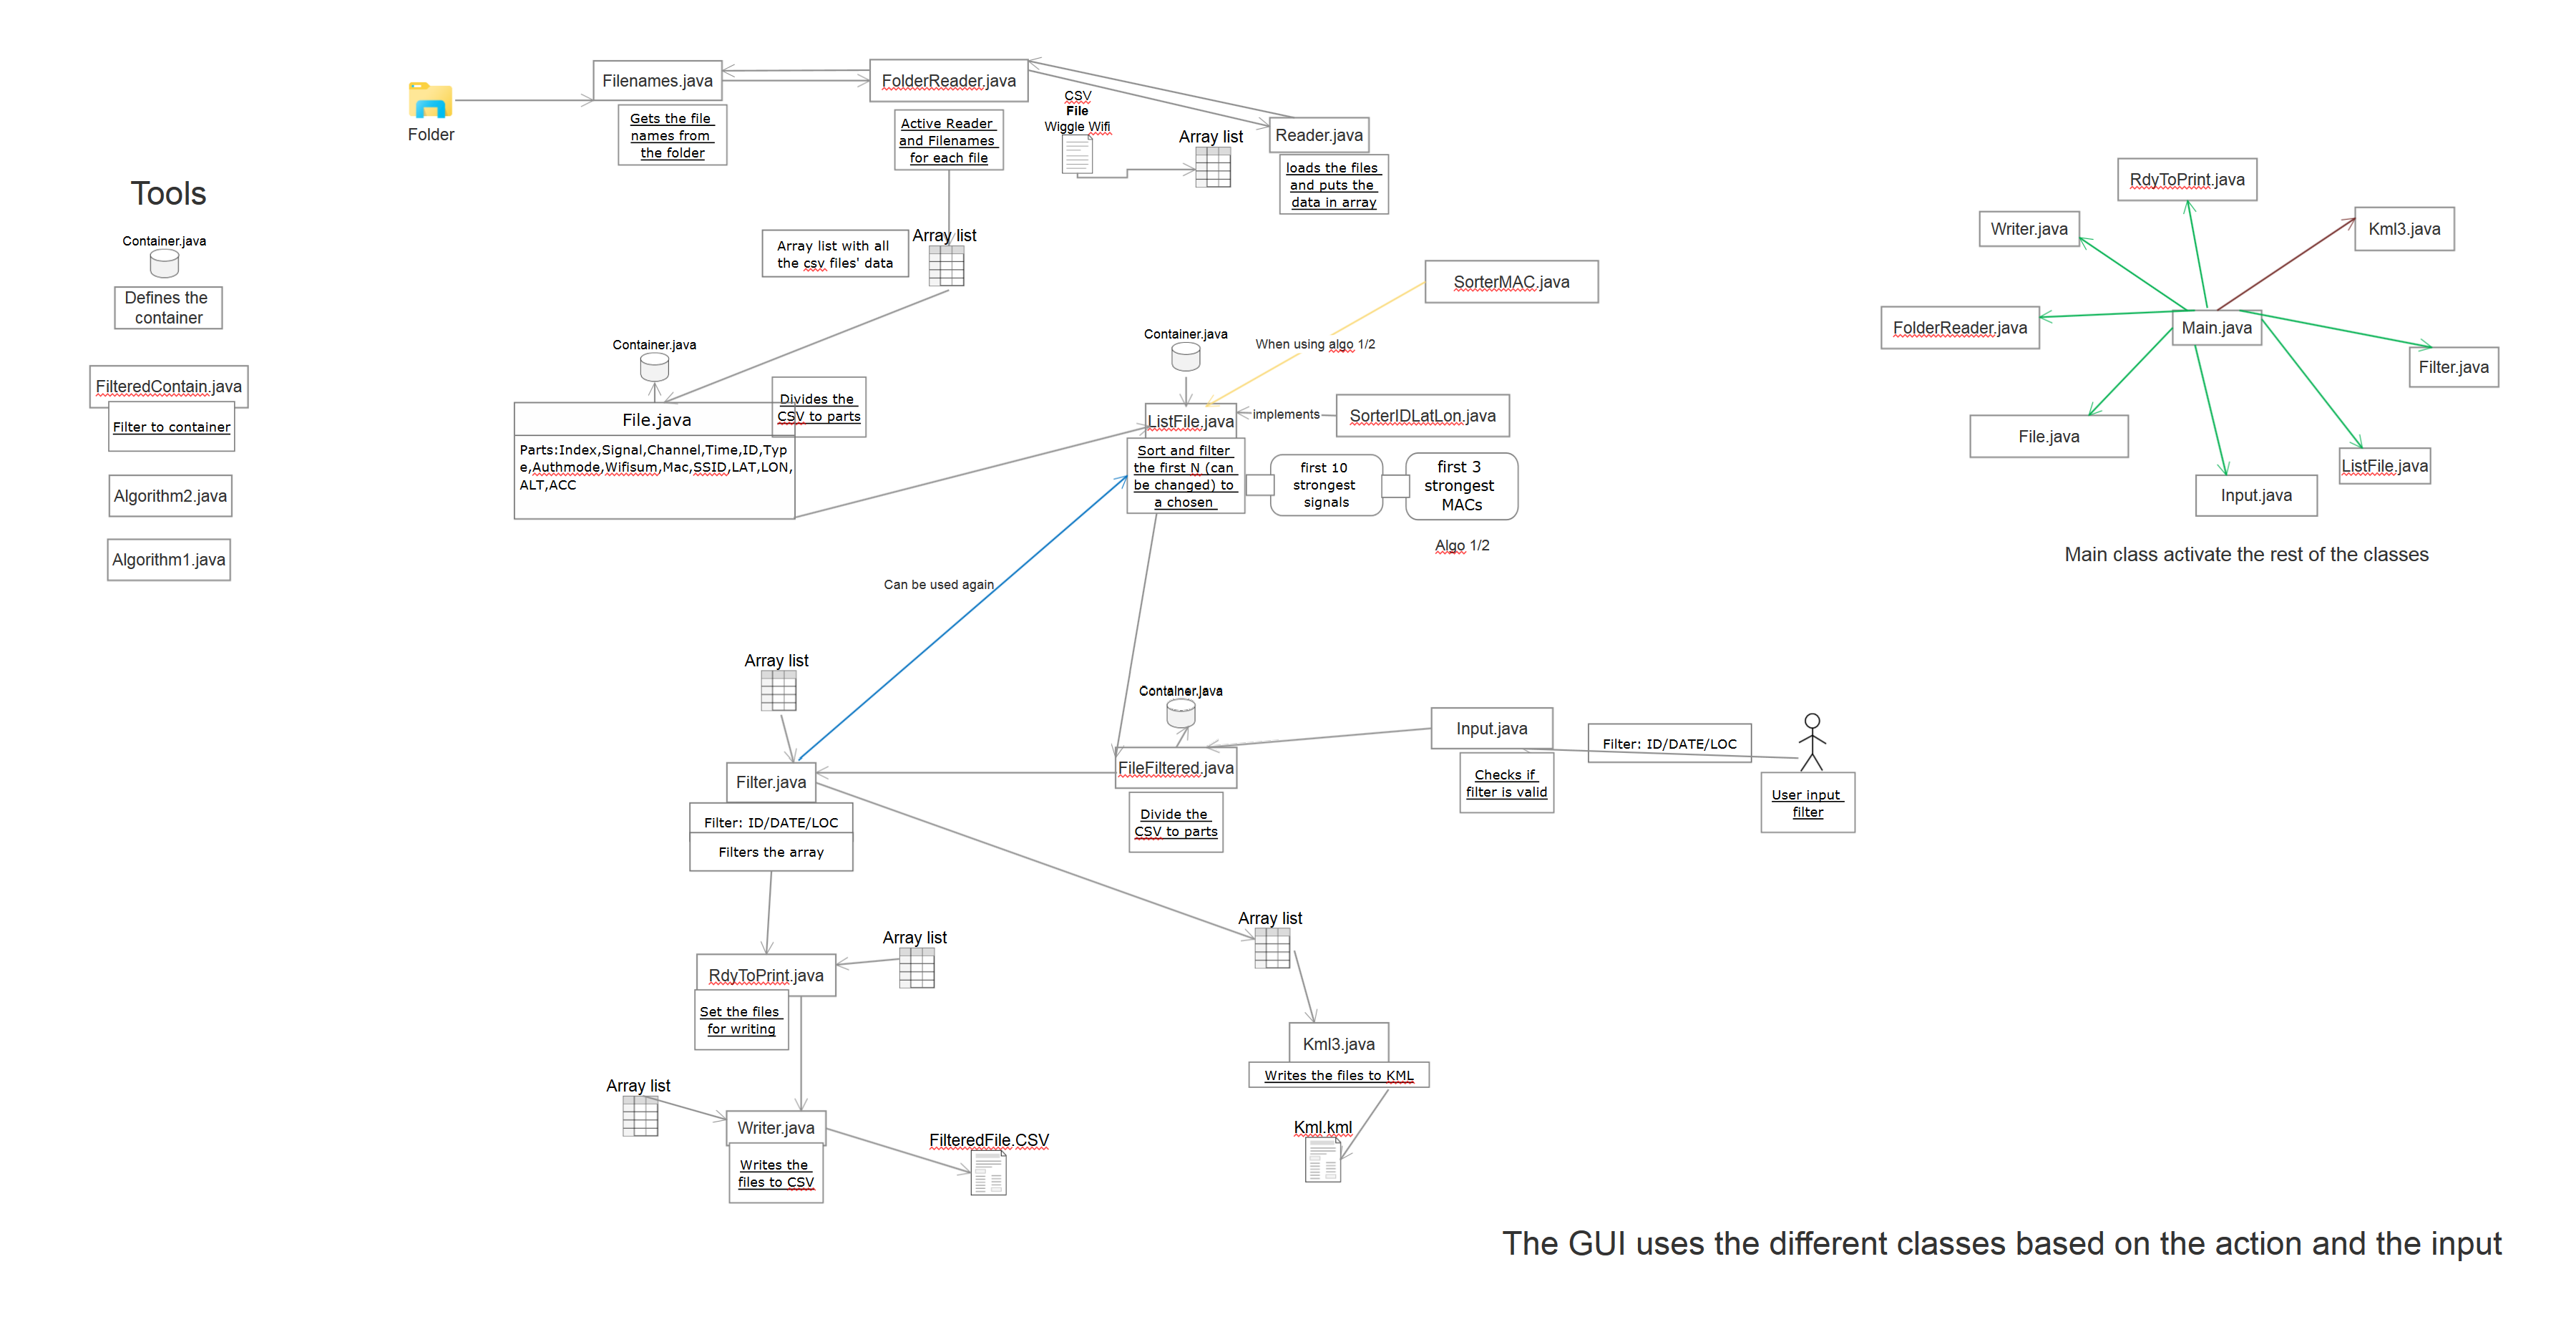 Tools
Container.java
Defines the
container
FilteredContain.java
Filter to container
Algorithm2.java
Algorithm1.java
Folder
Filenames.java
Gets the file
names from
the folder
FolderReader.java
Active Reader
and Filenames
for each file
CSV
File
Wiggle Wifi
Array list
Reader.java
loads the files
and puts the
data in array
Array list with all
the csv files' data
Array list
Container.java
File.java
Divides the
CSV to parts
Parts:Index,Signal,Channel,Time,ID,Typ
e,Authmode,Wifisum,Mac,SSID,LAT,LON,
ALT,ACC
SorterMAC.java
When using algo 1/2
Container.java
ListFile.java
implements
SorterIDLatLon.java
Sort and filter
the first N (can
be changed) to
a chosen
first 10
strongest
signals
first 3
strongest
MACs
Algo 1/2
Can be used again
Array list
Filter.java
Filter: ID/DATE/LOC
Filters the array
Container.java
FileFiltered.java
Divide the
CSV to parts
Input.java
Checks if
filter is valid
Filter: ID/DATE/LOC
User input
filter
RdyToPrint.java
Set the files
for writing
Array list
Array list
Writer.java
Writes the
files to CSV
FilteredFile.CSV
Array list
Kml3.java
Writes the files to KML
Kml.kml
RdyToPrint.java
Writer.java
Kml3.java
FolderReader.java
Main.java
Filter.java
File.java
ListFile.java
Input.java
Main class activate the rest of the classes
The GUI uses the different classes based on the action and the input